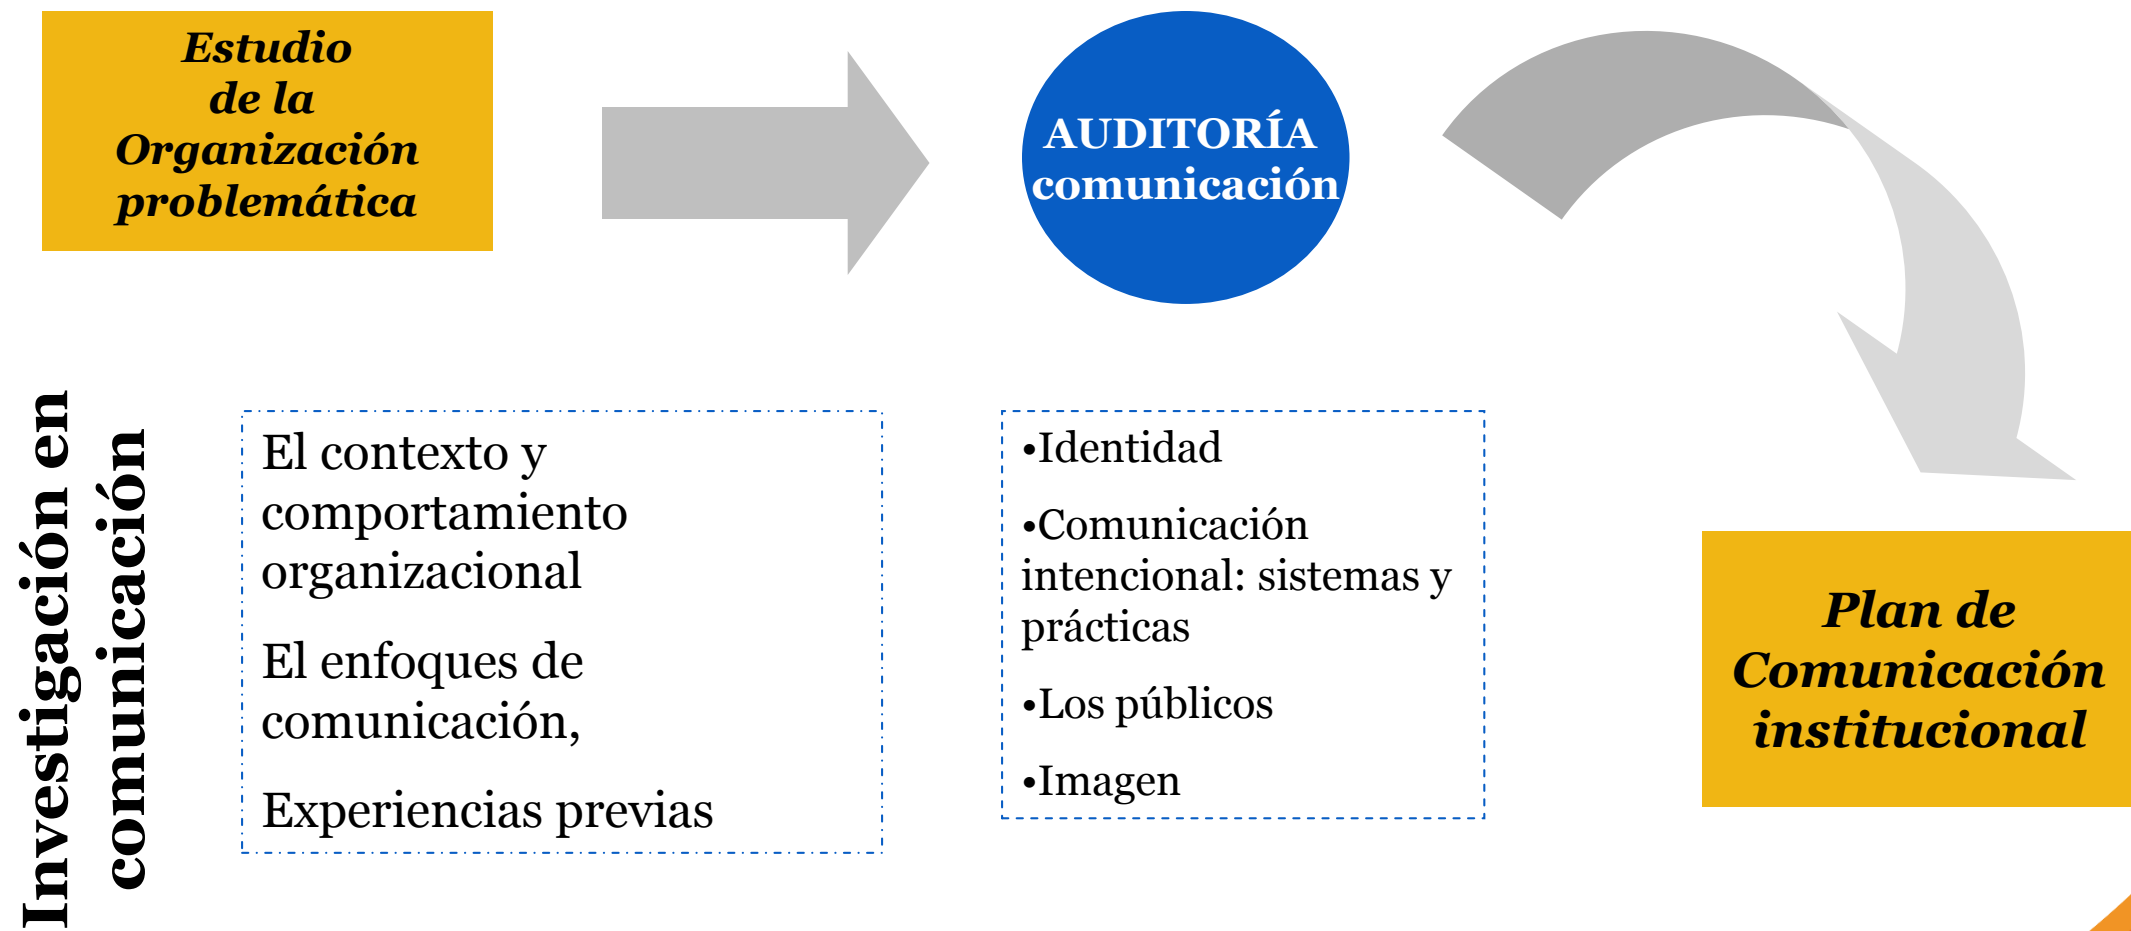 Estudio
de la
Organización
problemática
AUDITORÍA
comunicación
Investigación en
comunicación
El contexto y
comportamiento
organizacional
El enfoques de
comunicación,
Experiencias previas
•Identidad
•Comunicación
intencional: sistemas y
prácticas
•Los públicos
•Imagen
Plan de
Comunicación
institucional